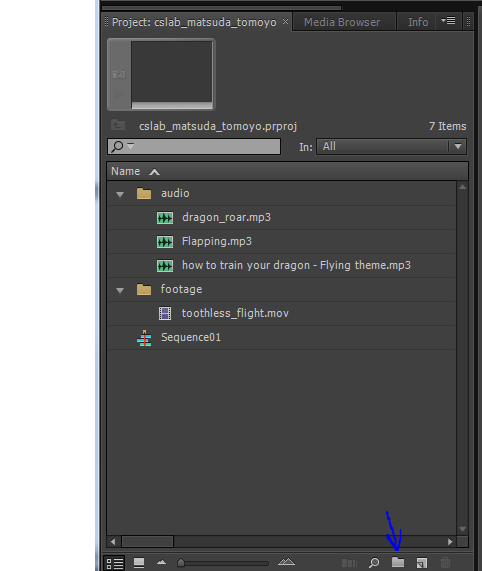 Project: cslab_matsuda_tomoyo × Media Browser Info
cslab_matsuda_tomoyo.prproj 7 Items
In: All
Name
audio
dragon_roar.mp3
Flapping.mp3
how to train your dragon - Flying theme.mp3
footage
toothless_flight.mov
Sequence01